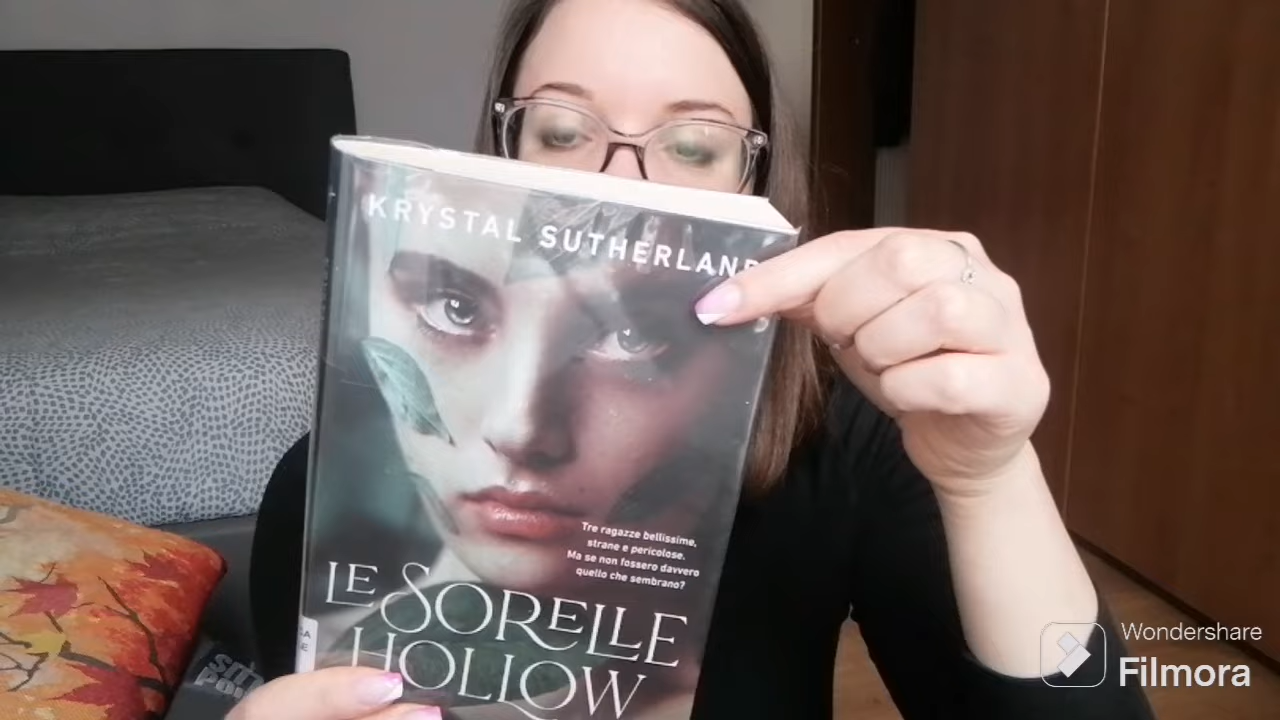 KRYSTAL SUTHERLAND
Tre ragazze bellissime,
strane e pericolose.
Ma se non fossero davvero
quello che sembrano?
LE SORELLE
HOLLOW
Wondershare
Filmora